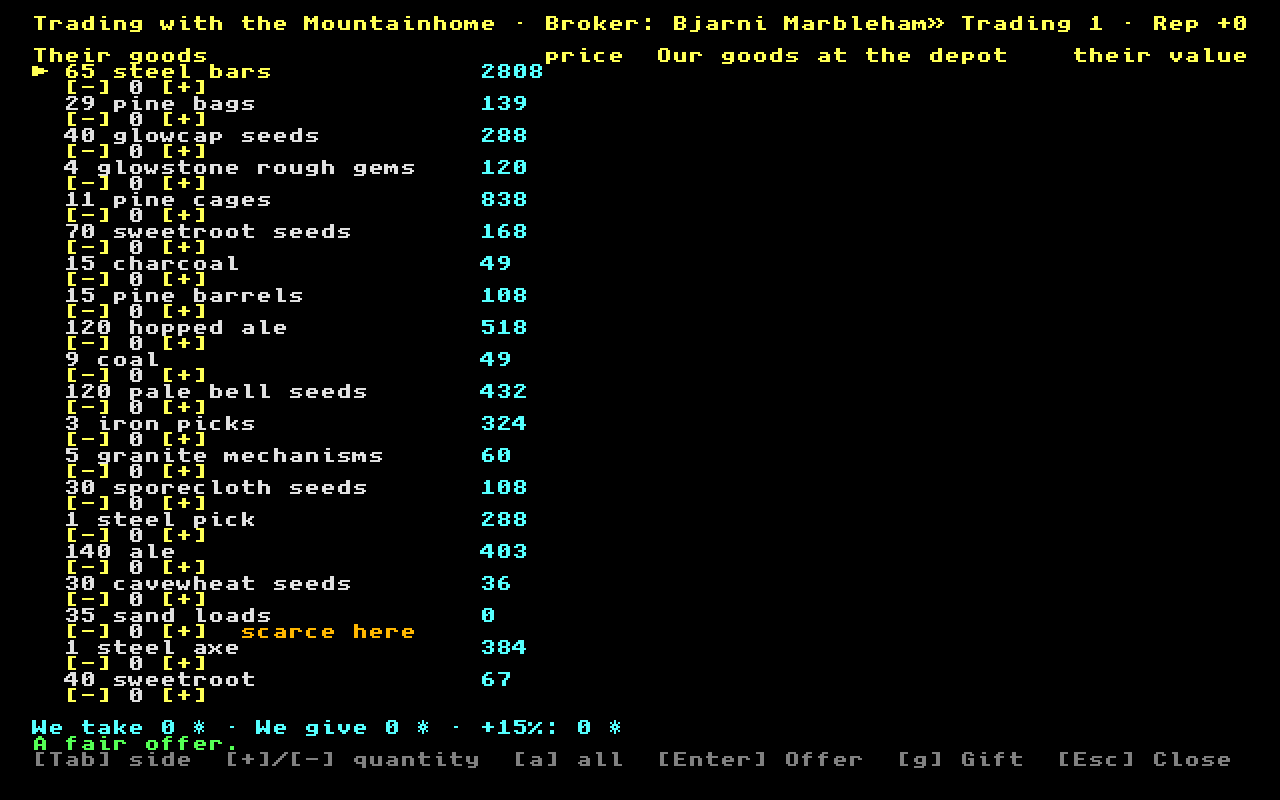 Trading with the Mountainhome · Broker: Bjarni Marbleham» Trading 1 · Rep +0
Their goods price Our goods at the depot their value
► 65 steel bars 2808
[-] 0 [+]
29 pine bags 139
[-] 0 [+]
40 glowcap seeds 288
[-] 0 [+]
4 glowstone rough gems 120
[-] 0 [+]
11 pine cages 838
[-] 0 [+]
70 sweetroot seeds 168
[-] 0 [+]
15 charcoal 49
[-] 0 [+]
15 pine barrels 108
[-] 0 [+]
120 hopped ale 518
[-] 0 [+]
9 coal 49
[-] 0 [+]
120 pale bell seeds 432
[-] 0 [+]
3 iron picks 324
[-] 0 [+]
5 granite mechanisms 60
[-] 0 [+]
30 sporecloth seeds 108
[-] 0 [+]
1 steel pick 288
[-] 0 [+]
140 ale 403
[-] 0 [+]
30 cavewheat seeds 36
[-] 0 [+]
35 sand loads 0
[-] 0 [+] scarce here
1 steel axe 384
[-] 0 [+]
40 sweetroot 67
[-] 0 [+]
We take 0 * · We give 0 * · +15%: 0 *
A fair offer.
[Tab] side [+]/[-] quantity [a] all [Enter] Offer [g] Gift [Esc] Close